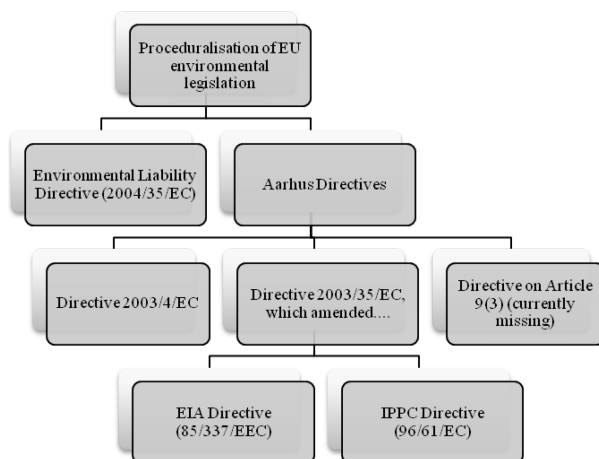 Proceduralisation of EU
environmental
legislation
Environmental Liability
Directive (2004/35/EC)
Aarhus Directives
Directive 2003/4/EC
Directive 2003/35/EC,
which amended....
Directive on Article
9(3) (currently
missing)
EIA Directive
(85/337/EEC)
IPPC Directive
(96/61/EC)